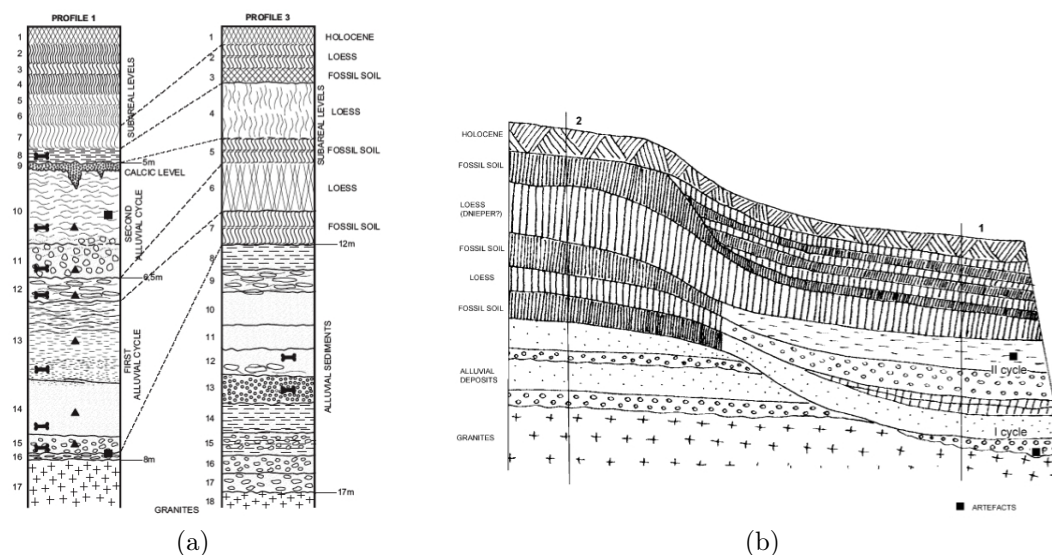 PROFILE 1
1
2
3
4
5
6
7
8
9
10
11
12
13
14
15
16
17
SUBAREAL LEVELS
5m
CALCIC LEVEL
SECOND
ALLUVIAL CYCLE
6,5m
FIRST
ALLUVIAL CYCLE
8m
GRANITES
PROFILE 3
1
2
3
4
5
6
7
8
9
10
11
12
13
14
15
16
17
18
HOLOCENE
LOESS
FOSSIL SOIL
LOESS
FOSSIL SOIL
LOESS
FOSSIL SOIL
SUBAREAL LEVELS
12m
ALLUVIAL SEDIMENTS
17m
(a)
2
1
HOLOCENE
FOSSIL SOIL
LOESS
(DNIEPER?)
FOSSIL SOIL
LOESS
FOSSIL SOIL
ALLUVIAL
DEPOSITS
GRANITES
II cycle
I cycle
ARTEFACTS
(b)